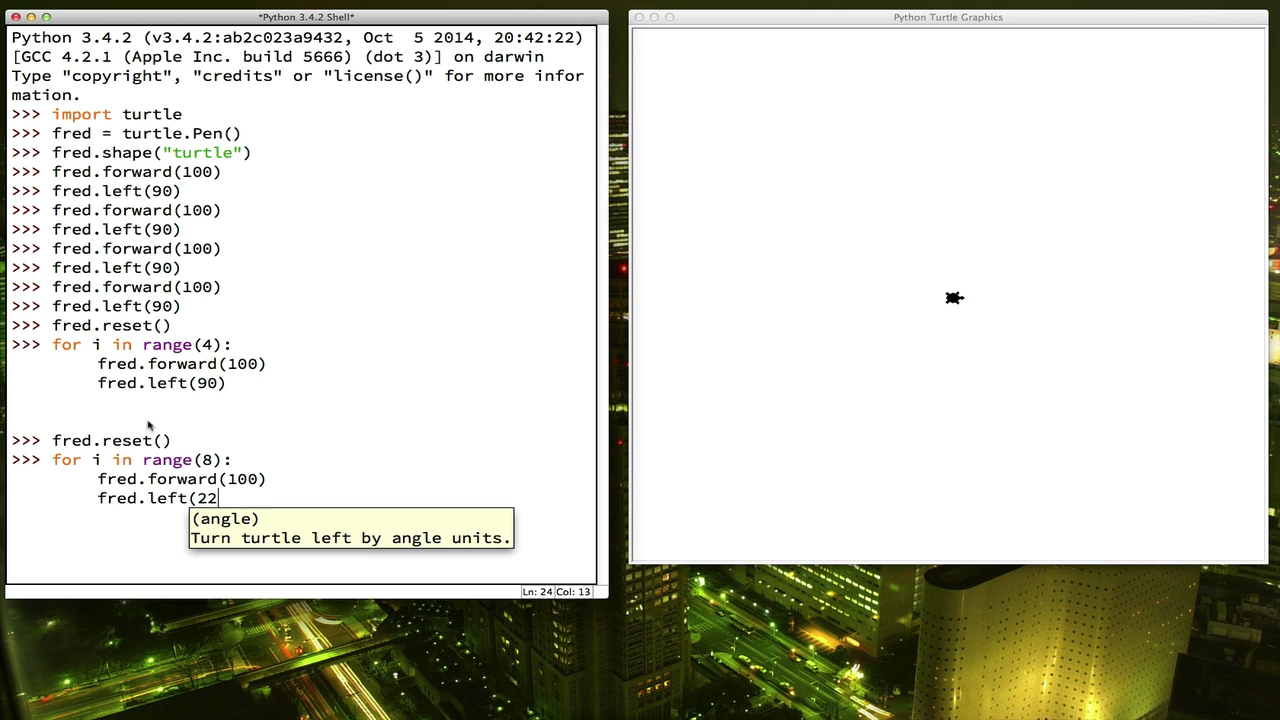 *Python 3.4.2 Shell*
Python 3.4.2 (v3.4.2:ab2c023a9432, Oct  5 2014, 20:42:22)
[GCC 4.2.1 (Apple Inc. build 5666) (dot 3)] on darwin
Type "copyright", "credits" or "license()" for more infor
mation.
>>> import turtle
>>> fred = turtle.Pen()
>>> fred.shape("turtle")
>>> fred.forward(100)
>>> fred.left(90)
>>> fred.forward(100)
>>> fred.left(90)
>>> fred.forward(100)
>>> fred.left(90)
>>> fred.forward(100)
>>> fred.left(90)
>>> fred.reset()
>>> for i in range(4):
        fred.forward(100)
        fred.left(90)
>>> fred.reset()
>>> for i in range(8):
        fred.forward(100)
        fred.left(22
(angle)
Turn turtle left by angle units.
Ln: 24 Col: 13
Python Turtle Graphics